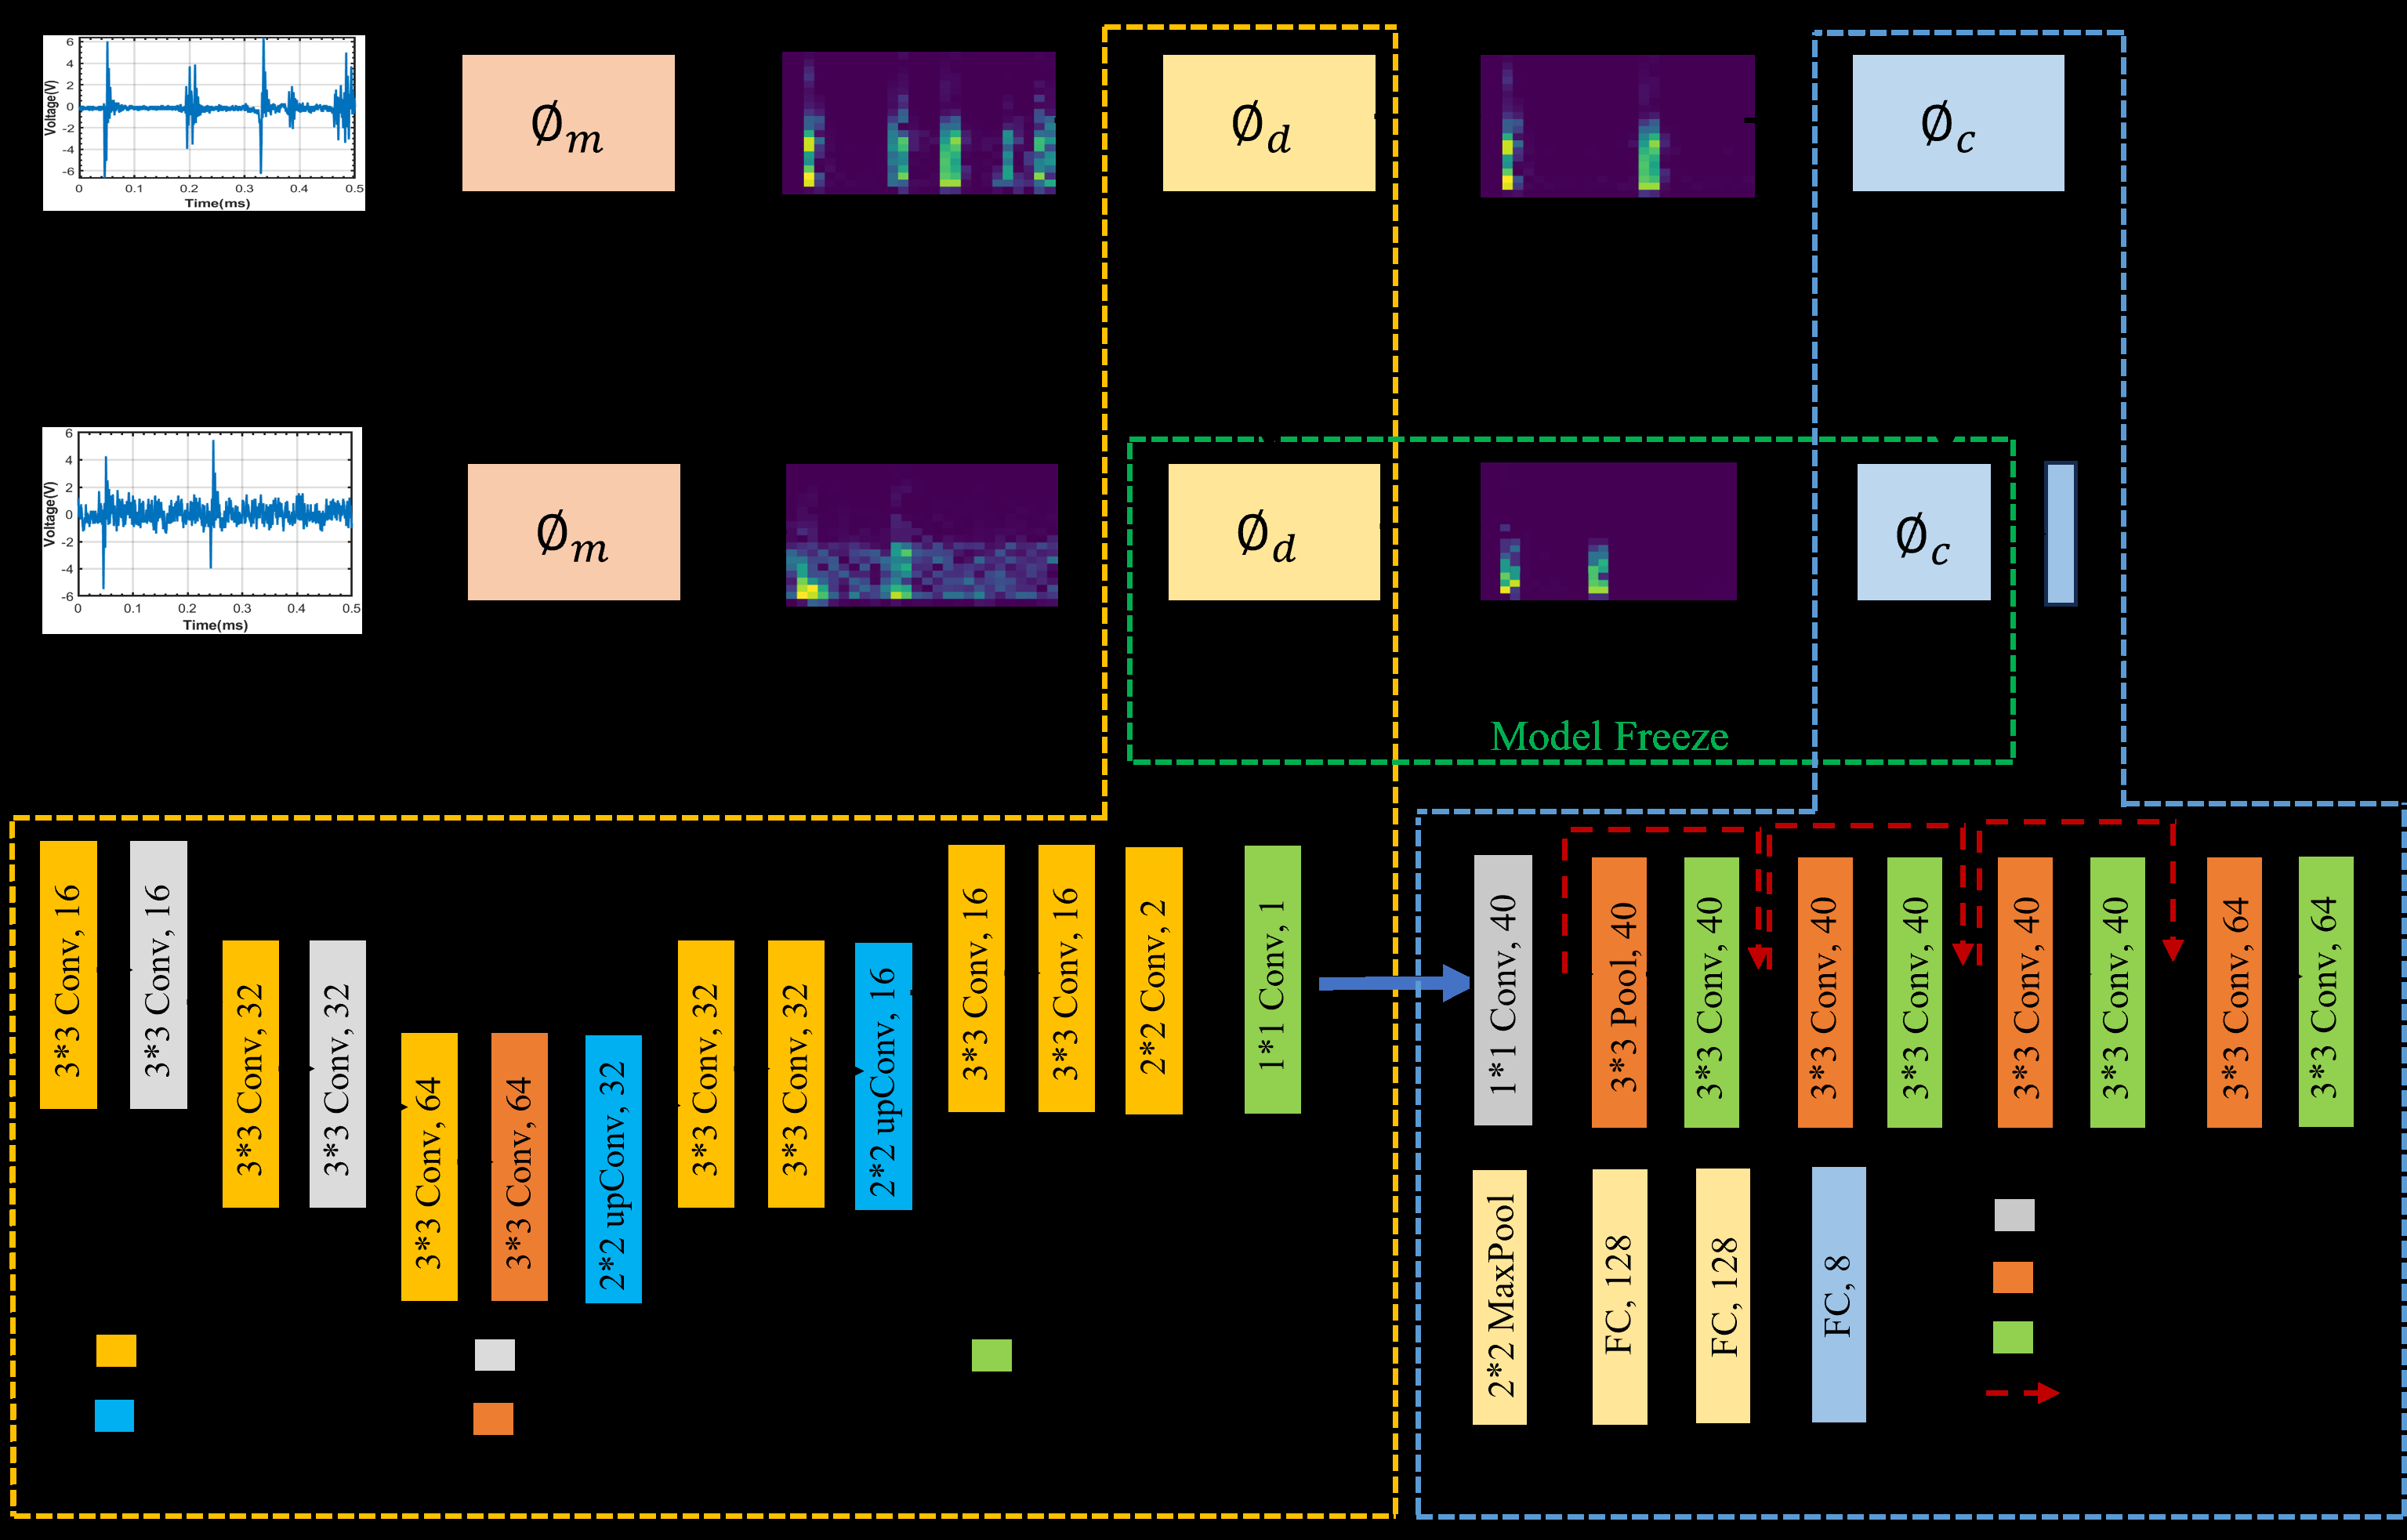 6
4
2
0
-2
-4
-6
Voltage(V)
0 0.1 0.2 0.3 0.4 0.5
Time(ms)
∅m
∅d
∅c
6
4
2
0
-2
-4
-6
Voltage(V)
0 0.1 0.2 0.3 0.4 0.5
Time(ms)
∅m
∅d
∅c
Model Freeze
3*3 Conv, 16
3*3 Conv, 16
3*3 Conv, 32
3*3 Conv, 32
3*3 Conv, 64
3*3 Conv, 64
2*2 upConv, 32
3*3 Conv, 32
3*3 Conv, 32
2*2 upConv, 16
3*3 Conv, 16
3*3 Conv, 16
2*2 Conv, 2
1*1 Conv, 1
1*1 Conv, 40
3*3 Pool, 40
3*3 Conv, 40
3*3 Conv, 40
3*3 Conv, 40
3*3 Conv, 40
3*3 Conv, 40
3*3 Conv, 64
3*3 Conv, 64
2*2 MaxPool
FC, 128
FC, 128
FC, 8